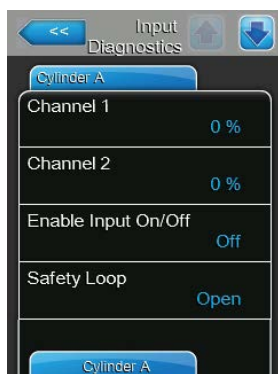 << Input
Diagnostics
Cylinder A
Channel 1
0 %
Channel 2
0 %
Enable Input On/Off
Off
Safety Loop
Open
Cylinder A